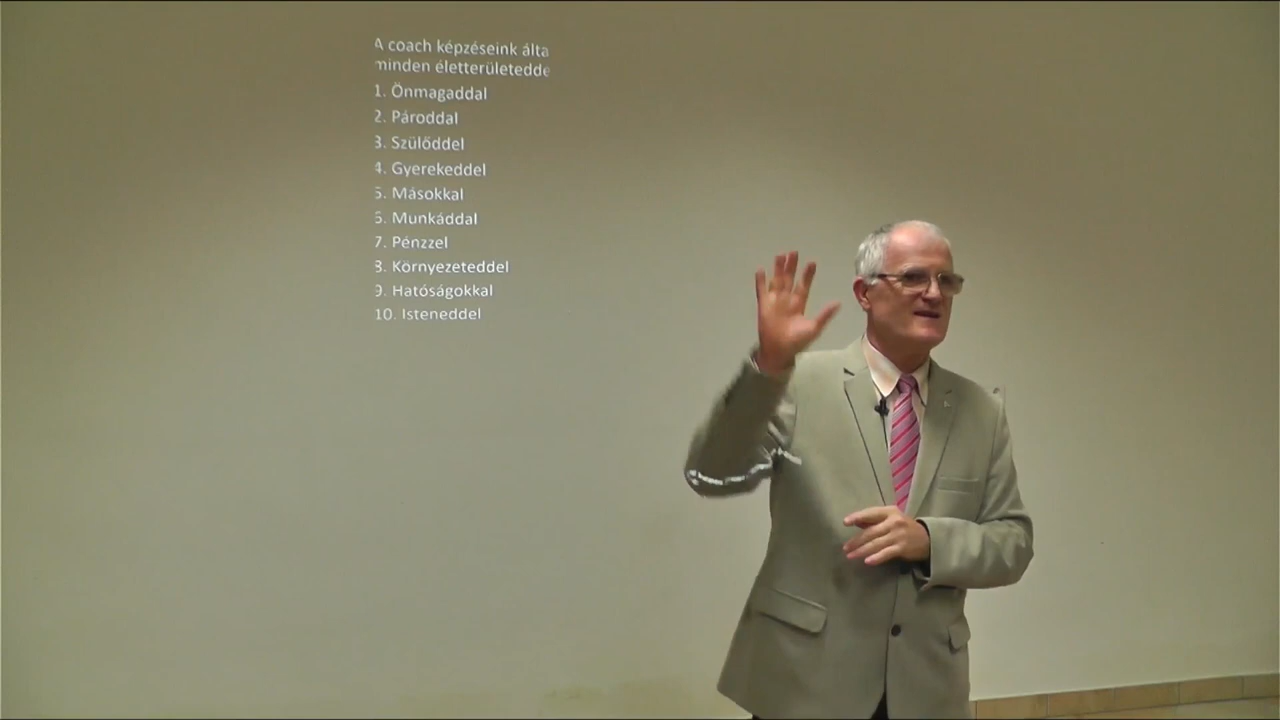 A coach képzéseink álta
minden életterületedde
1. Önmagaddal
2. Pároddal
3. Szülőddel
4. Gyerekeddel
5. Másokkal
6. Munkáddal
7. Pénzzel
8. Környezeteddel
9. Hatóságokkal
10. Isteneddel